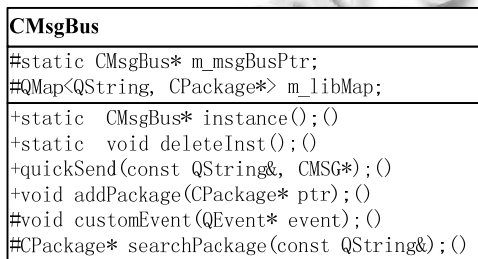 CMsgBus
#static CMsgBus* m_msgBusPtr;
#QMap<QString, CPackage*> m_libMap;
+static  CMsgBus* instance();()
+static  void deleteInst();()
+quickSend(const QString&, CMSG*);()
+void addPackage(CPackage* ptr);()
#void customEvent(QEvent* event);()
#CPackage* searchPackage(const QString&);()